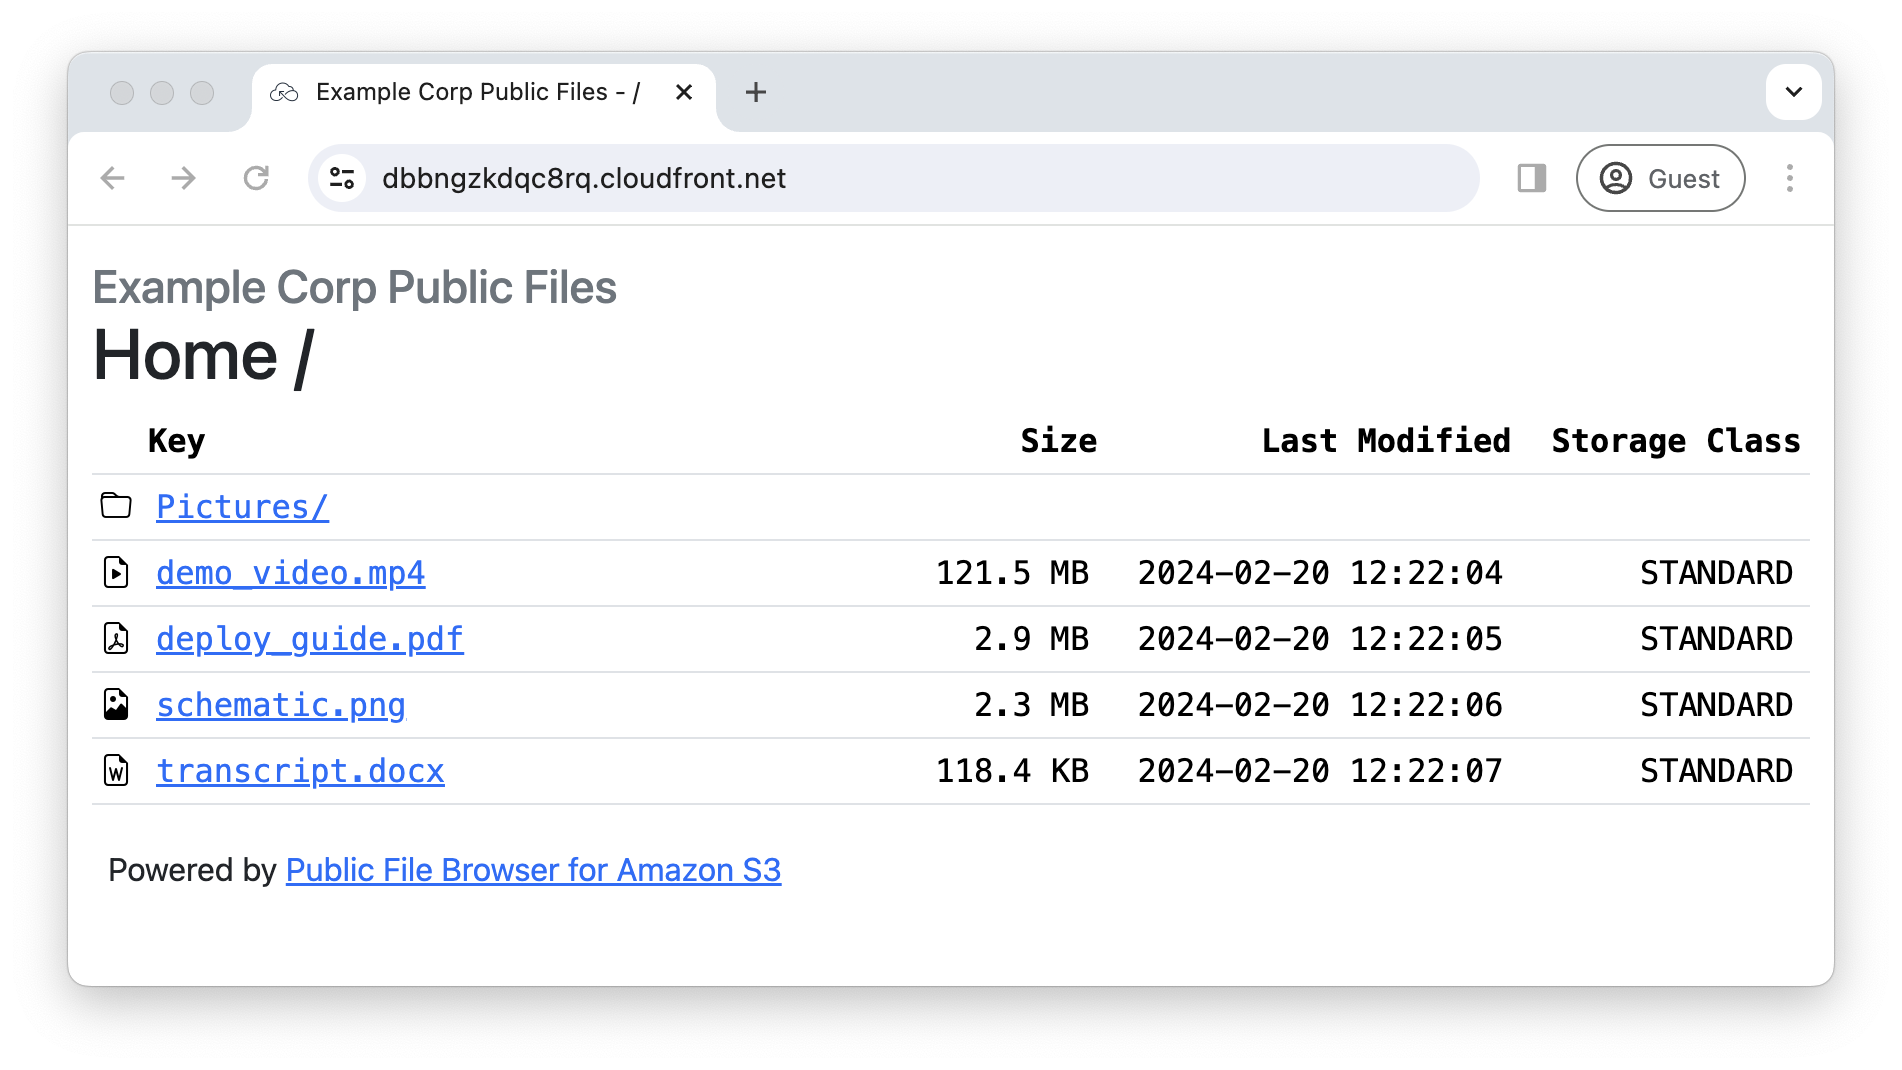 Example Corp Public Files - /
dbbngzkdqc8rq.cloudfront.net
Guest
Example Corp Public Files
Home /
Key Size Last Modified Storage Class
Pictures/
demo_video.mp4 121.5 MB 2024-02-20 12:22:04 STANDARD
deploy_guide.pdf 2.9 MB 2024-02-20 12:22:05 STANDARD
schematic.png 2.3 MB 2024-02-20 12:22:06 STANDARD
transcript.docx 118.4 KB 2024-02-20 12:22:07 STANDARD
Powered by Public File Browser for Amazon S3